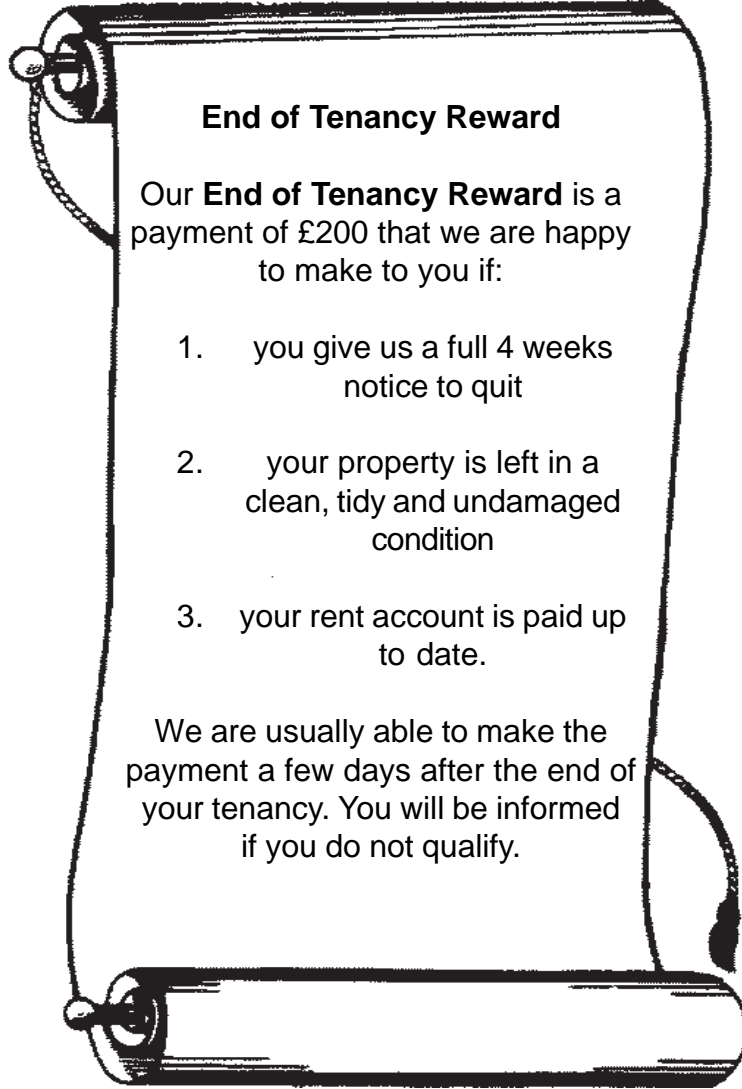 End of Tenancy Reward
Our End of Tenancy Reward is a
payment of £200 that we are happy
to make to you if:
1. you give us a full 4 weeks
notice to quit
2. your property is left in a
clean, tidy and undamaged
condition
3. your rent account is paid up
to date.
We are usually able to make the
payment a few days after the end of
your tenancy. You will be informed
if you do not qualify.